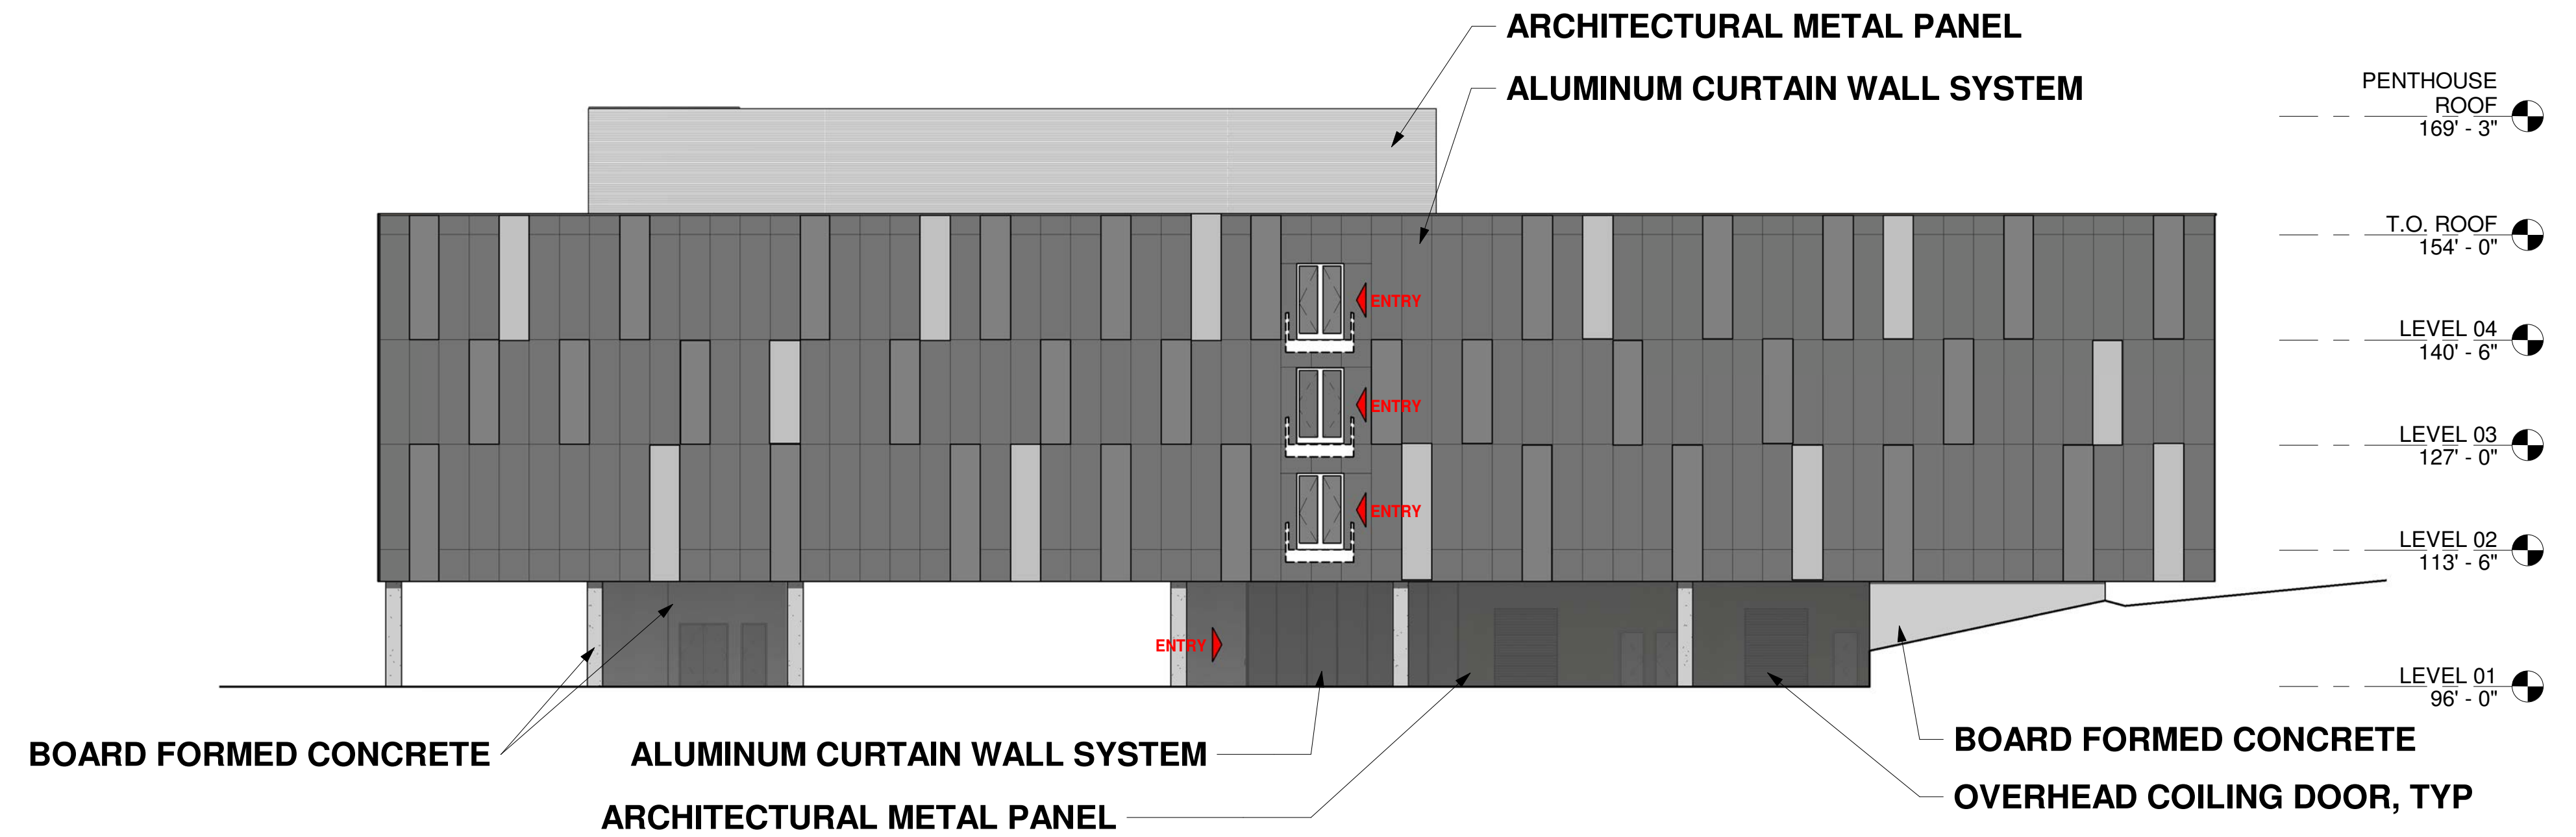 ARCHITECTURAL METAL PANEL
ALUMINUM CURTAIN WALL SYSTEM
PENTHOUSE
ROOF
169' - 3"
T.O. ROOF
154' - 0"
ENTRY
LEVEL 04
140' - 6"
ENTRY
LEVEL 03
127' - 0"
ENTRY
LEVEL 02
113' - 6"
ENTRY
LEVEL 01
96' - 0"
BOARD FORMED CONCRETE
ALUMINUM CURTAIN WALL SYSTEM
BOARD FORMED CONCRETE
ARCHITECTURAL METAL PANEL
OVERHEAD COILING DOOR, TYP